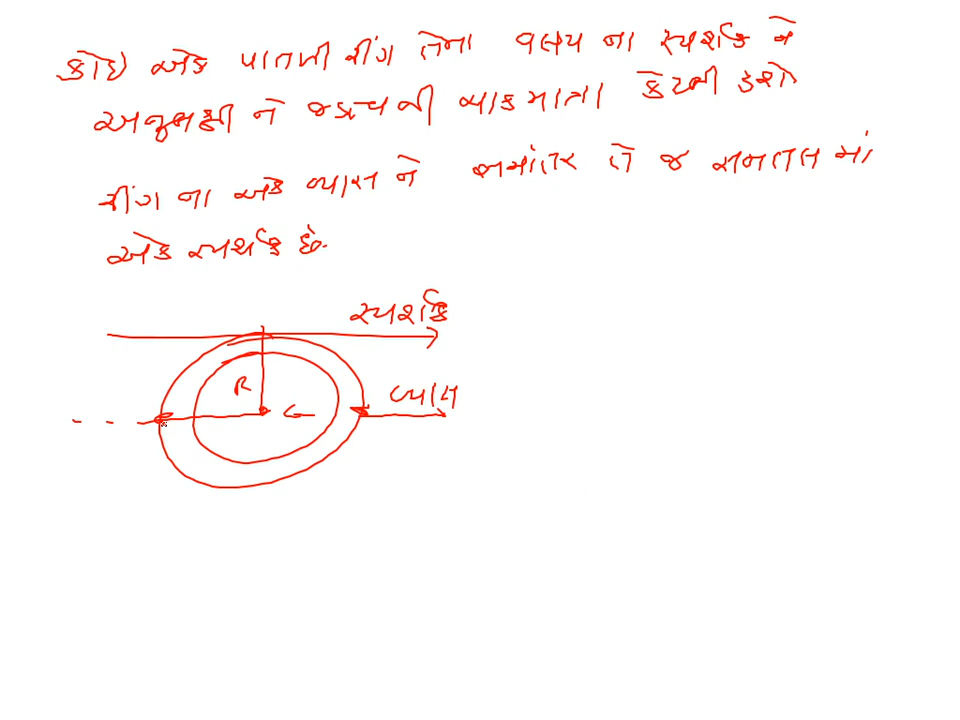 કોઇ એક પાતળી રીંગ તેના વલય ના સ્પર્શક ને
અનુલક્ષી ને જડત્વ ની ચાકમાત્રા કેટલી હશે
રીંગ ના એક વ્યાસ ને સમાંતર તે જ સમતલ માં
એક સ્પર્શક છે.
સ્પર્શક
R
વ્યાસ
C